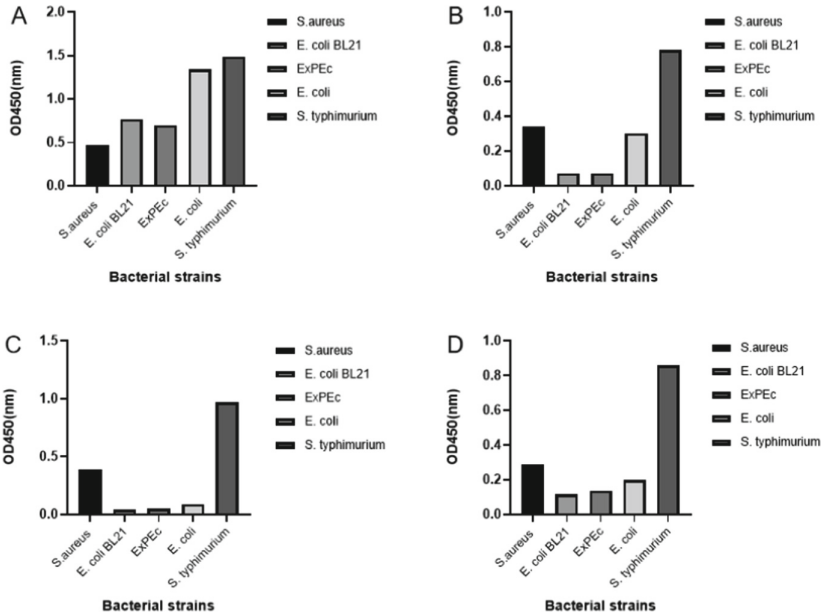 A
OD450(nm)
2.0
1.5
1.0
0.5
0.0
S.aureus
E. coli BL21
ExPEc
E. coli
S. typhimurium
Bacterial strains
S.aureus
E. coli BL21
ExPEc
E. coli
S. typhimurium
B
OD450(nm)
1.0
0.8
0.6
0.4
0.2
0.0
S.aureus
E. coli BL21
ExPEc
E. coli
S. typhimurium
Bacterial strains
S.aureus
E. coli BL21
ExPEc
E. coli
S. typhimurium
C
OD450(nm)
1.5
1.0
0.5
0.0
S.aureus
E. coli BL21
ExPEc
E. coli
S. typhimurium
Bacterial strains
S.aureus
E. coli BL21
ExPEc
E. coli
S. typhimurium
D
OD450(nm)
1.0
0.8
0.6
0.4
0.2
0.0
S.aureus
E. coli BL21
ExPEc
E. coli
S. typhimurium
Bacterial strains
S.aureus
E. coli BL21
ExPEc
E. coli
S. typhimurium